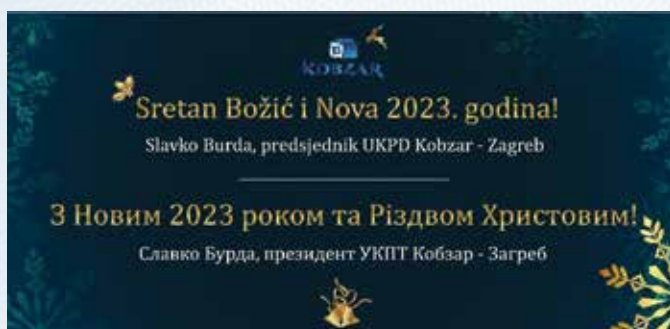 KOBZAR
Sretan Božić i Nova 2023. godina!
Slavko Burda, predsjednik UKPD Kobzar - Zagreb
З Новим 2023 роком та Різдвом Христовим!
Славко Бурда, президент УКПТ Кобзар - Загреб